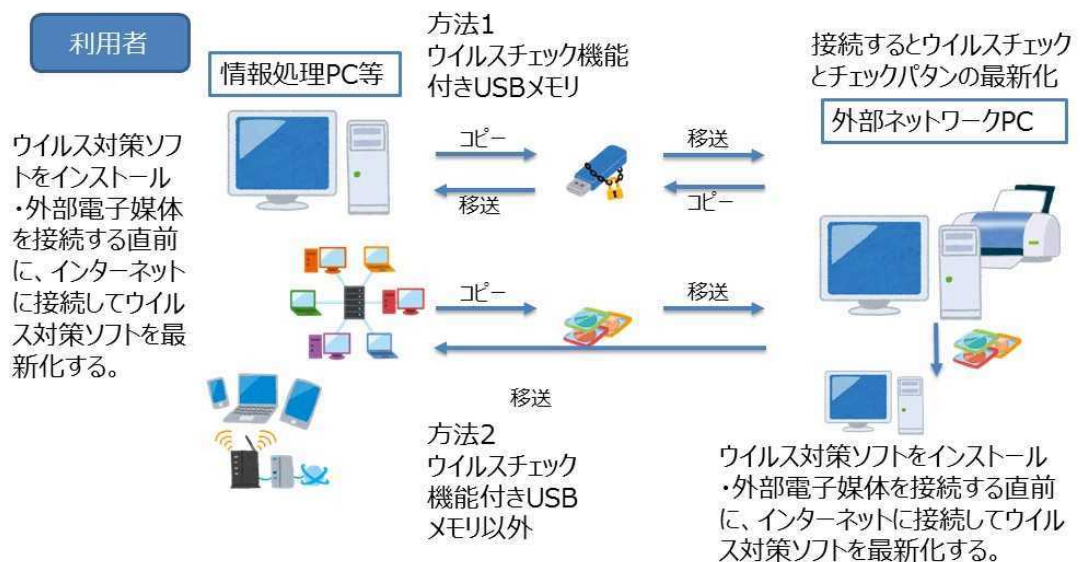 利用者
情報処理PC等
方法1
ウイルスチェック機能
付きUSBメモリ
接続するとウイルスチェック
とチェックパタンの最新化
外部ネットワークPC
ウイルス対策ソフ
トをインストール
・外部電子媒体
を接続する直前
に、インターネット
に接続してウイル
ス対策ソフトを最
新化する。
コピー
移送
移送
コピー
コピー
移送
移送
方法2
ウイルスチェック
機能付きUSB
メモリ以外
ウイルス対策ソフトをインストール
・外部電子媒体を接続する直前
に、インターネットに接続してウイル
ス対策ソフトを最新化する。